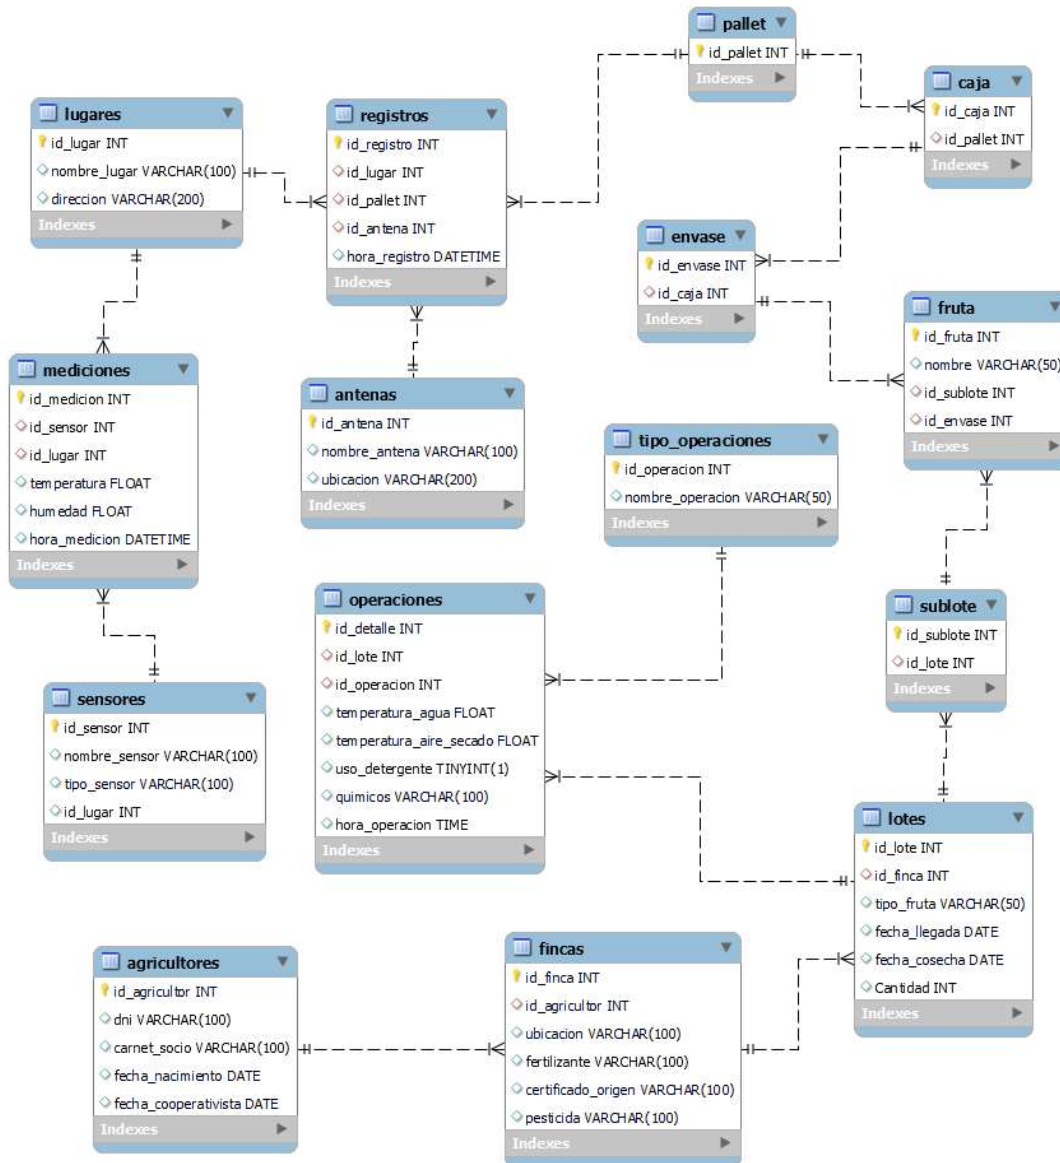 pallet
id_pallet INT
Indexes
caja
id_caja INT
id_pallet INT
Indexes
lugares
id_lugar INT
nombre_lugar VARCHAR(100)
direccion VARCHAR(200)
Indexes
registros
id_registro INT
id_lugar INT
id_pallet INT
id_antena INT
hora_registro DATETIME
Indexes
envase
id_envase INT
id_caja INT
Indexes
fruta
id_fruta INT
nombre VARCHAR(50)
id_sublote INT
id_envase INT
Indexes
mediciones
id_medicion INT
id_sensor INT
id_lugar INT
temperatura FLOAT
humedad FLOAT
hora_medicion DATETIME
Indexes
antenas
id_antena INT
nombre_antena VARCHAR(100)
ubicacion VARCHAR(200)
Indexes
tipo_operaciones
id_operacion INT
nombre_operacion VARCHAR(50)
Indexes
operaciones
id_detalle INT
id_lote INT
id_operacion INT
temperatura_agua FLOAT
temperatura_aire_secado FLOAT
uso_detergente TINYINT(1)
quimicos VARCHAR(100)
hora_operacion TIME
Indexes
sublote
id_sublote INT
id_lote INT
Indexes
sensores
id_sensor INT
nombre_sensor VARCHAR(100)
tipo_sensor VARCHAR(100)
id_lugar INT
Indexes
lotes
id_lote INT
id_finca INT
tipo_fruta VARCHAR(50)
fecha_llegada DATE
fecha_cosecha DATE
Cantidad INT
Indexes
agricultores
id_agricultor INT
dni VARCHAR(100)
carnet_socio VARCHAR(100)
fecha_nacimiento DATE
fecha_cooperativista DATE
Indexes
fincas
id_finca INT
id_agricultor INT
ubicacion VARCHAR(100)
fertilizante VARCHAR(100)
certificado_origen VARCHAR(100)
pesticida VARCHAR(100)
Indexes